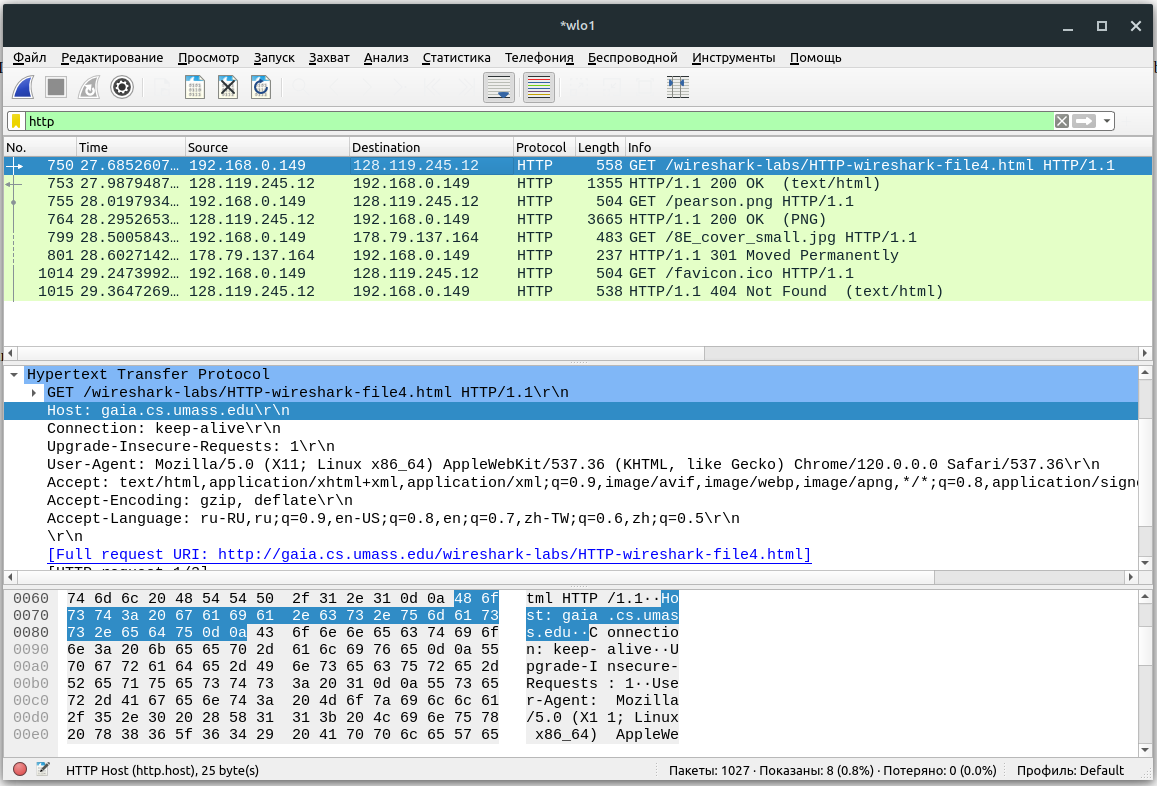 *wlo1
Файл Редактирование Просмотр Запуск Захват Анализ Статистика Телефония Беспроводной Инструменты Помощь
http
No. Time Source Destination Protocol Length Info
750 27.6852607… 192.168.0.149 128.119.245.12 HTTP 558 GET /wireshark-labs/HTTP-wireshark-file4.html HTTP/1.1
753 27.9879487… 128.119.245.12 192.168.0.149 HTTP 1355 HTTP/1.1 200 OK (text/html)
755 28.0197934… 192.168.0.149 128.119.245.12 HTTP 504 GET /pearson.png HTTP/1.1
764 28.2952653… 128.119.245.12 192.168.0.149 HTTP 3665 HTTP/1.1 200 OK (PNG)
799 28.5005843… 192.168.0.149 178.79.137.164 HTTP 483 GET /8E_cover_small.jpg HTTP/1.1
801 28.6027142… 178.79.137.164 192.168.0.149 HTTP 237 HTTP/1.1 301 Moved Permanently
1014 29.2473992… 192.168.0.149 128.119.245.12 HTTP 504 GET /favicon.ico HTTP/1.1
1015 29.3647269… 128.119.245.12 192.168.0.149 HTTP 538 HTTP/1.1 404 Not Found (text/html)
Hypertext Transfer Protocol
GET /wireshark-labs/HTTP-wireshark-file4.html HTTP/1.1\r\n
Host: gaia.cs.umass.edu\r\n
Connection: keep-alive\r\n
Upgrade-Insecure-Requests: 1\r\n
User-Agent: Mozilla/5.0 (X11; Linux x86_64) AppleWebKit/537.36 (KHTML, like Gecko) Chrome/120.0.0.0 Safari/537.36\r\n
Accept: text/html,application/xhtml+xml,application/xml;q=0.9,image/avif,image/webp,image/apng,*/*;q=0.8,application/signe
Accept-Encoding: gzip, deflate\r\n
Accept-Language: ru-RU,ru;q=0.9,en-US;q=0.8,en;q=0.7,zh-TW;q=0.6,zh;q=0.5\r\n
\r\n
[Full request URI: http://gaia.cs.umass.edu/wireshark-labs/HTTP-wireshark-file4.html]
[HTTP request 1/3]
0060 74 6d 6c 20 48 54 54 50 2f 31 2e 31 0d 0a 48 6f tml HTTP /1.1··Ho
0070 73 74 3a 20 67 61 69 61 2e 63 73 2e 75 6d 61 73 st: gaia .cs.umas
0080 73 2e 65 64 75 0d 0a 43 6f 6e 6e 65 63 74 69 6f s.edu··C onnectio
0090 6e 3a 20 6b 65 65 70 2d 61 6c 69 76 65 0d 0a 55 n: keep- alive··U
00a0 70 67 72 61 64 65 2d 49 6e 73 65 63 75 72 65 2d pgrade-I nsecure-
00b0 52 65 71 75 65 73 74 73 3a 20 31 0d 0a 55 73 65 Requests : 1··Use
00c0 72 2d 41 67 65 6e 74 3a 20 4d 6f 7a 69 6c 6c 61 r-Agent: Mozilla
00d0 2f 35 2e 30 20 28 58 31 31 3b 20 4c 69 6e 75 78 /5.0 (X1 1; Linux
00e0 20 78 38 36 5f 36 34 29 20 41 70 70 6c 65 57 65 x86_64) AppleWe
HTTP Host (http.host), 25 byte(s) Пакеты: 1027 · Показаны: 8 (0.8%) · Потеряно: 0 (0.0%) Профиль: Default